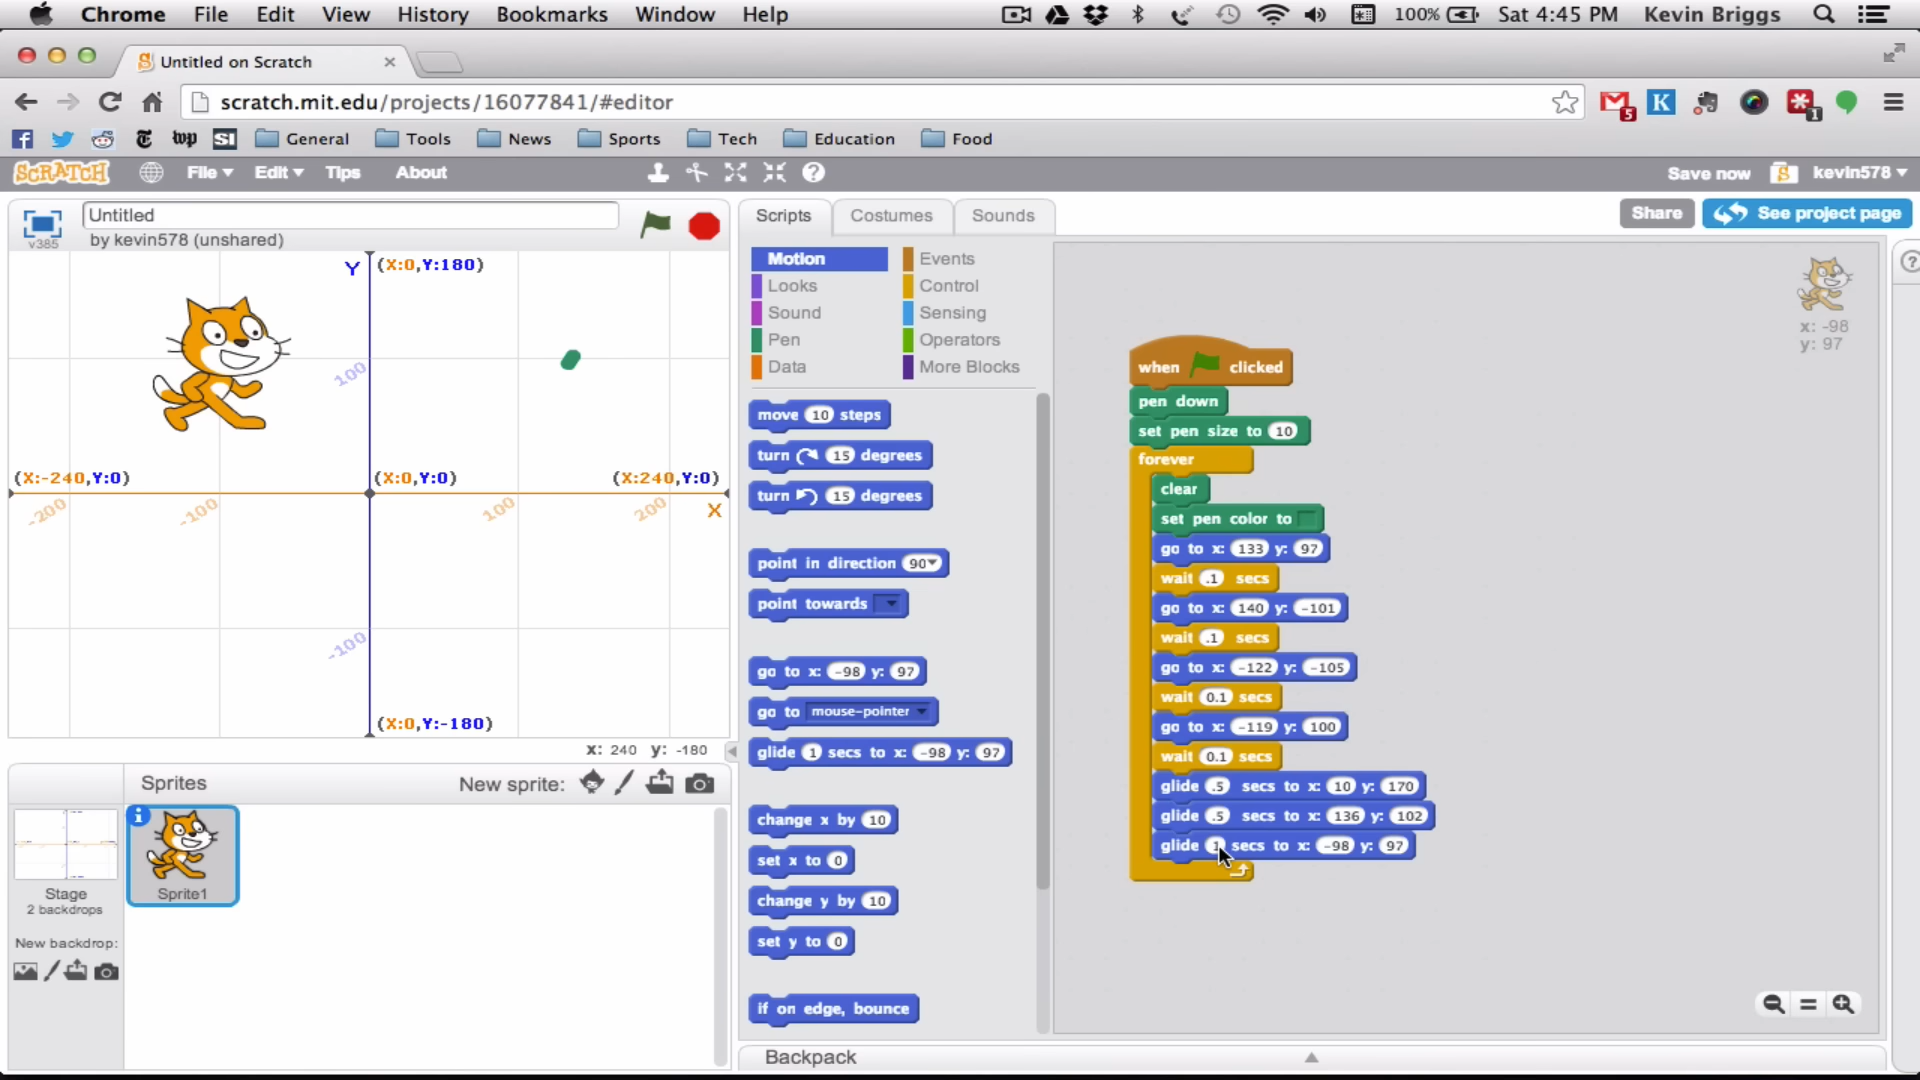 Chrome File Edit View History Bookmarks Window Help 100% Sat 4:45 PM Kevin Briggs
Untitled on Scratch
scratch.mit.edu/projects/16077841/#editor 5 K 1
f T wp SI General Tools News Sports Tech Education Food
SCRATCH File Edit Tips About Save now S kevin578
v385 Untitled
by kevin578 (unshared)
Scripts Costumes Sounds Share See project page
Y (X:0,Y:180)
100
(X:-240,Y:0) (X:0,Y:0) (X:240,Y:0)
-200 -100 100 200 X
-100
(X:0,Y:-180)
x: 240 y: -180
Sprites New sprite:
Stage
2 backdrops
New backdrop:
Sprite1
Motion Events
Looks Control
Sound Sensing
Pen Operators
Data More Blocks
move 10 steps
turn 15 degrees
turn 15 degrees
point in direction 90
point towards
go to x: -98 y: 97
go to mouse-pointer
glide 1 secs to x: -98 y: 97
change x by 10
set x to 0
change y by 10
set y to 0
if on edge, bounce
x: -98
y: 97
when clicked
pen down
set pen size to 10
forever
clear
set pen color to
go to x: 133 y: 97
wait .1 secs
go to x: 140 y: -101
wait .1 secs
go to x: -122 y: -105
wait 0.1 secs
go to x: -119 y: 100
wait 0.1 secs
glide .5 secs to x: 10 y: 170
glide .5 secs to x: 136 y: 102
glide 1 secs to x: -98 y: 97
Backpack